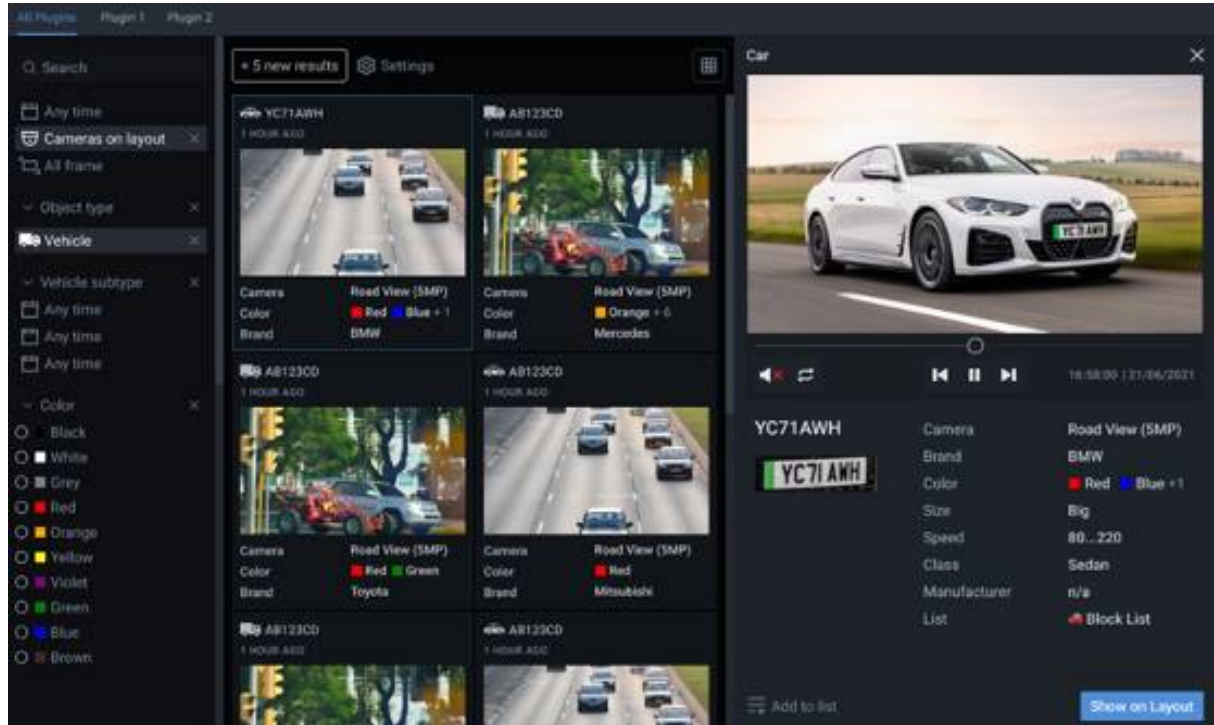 All Plugins Plugin 1 Plugin 2
Search
Any time
Cameras on layout
All frame
Object type
Vehicle
Vehicle subtype
Any time
Any time
Any time
Color
Black
White
Grey
Red
Orange
Yellow
Violet
Green
Blue
Brown
+ 5 new results Settings
YC71AWH
1 HOUR AGO
Camera Road View (5MP)
Color Red Blue + 1
Brand BMW
AB123CD
1 HOUR AGO
Camera Road View (5MP)
Color Orange + 6
Brand Mercedes
AB123CD
1 HOUR AGO
Camera Road View (5MP)
Color Red Green
Brand Toyota
AB123CD
1 HOUR AGO
Camera Road View (5MP)
Color Red
Brand Mitsubishi
AB123CD
1 HOUR AGO
AB123CD
1 HOUR AGO
Car
YC71 AWH
16:58:00 | 21/06/2021
YC71AWH
YC71 AWH
Camera Road View (5MP)
Brand BMW
Color Red Blue +1
Size Big
Speed 80...220
Class Sedan
Manufacturer n/a
List Block List
Add to list
Show on Layout